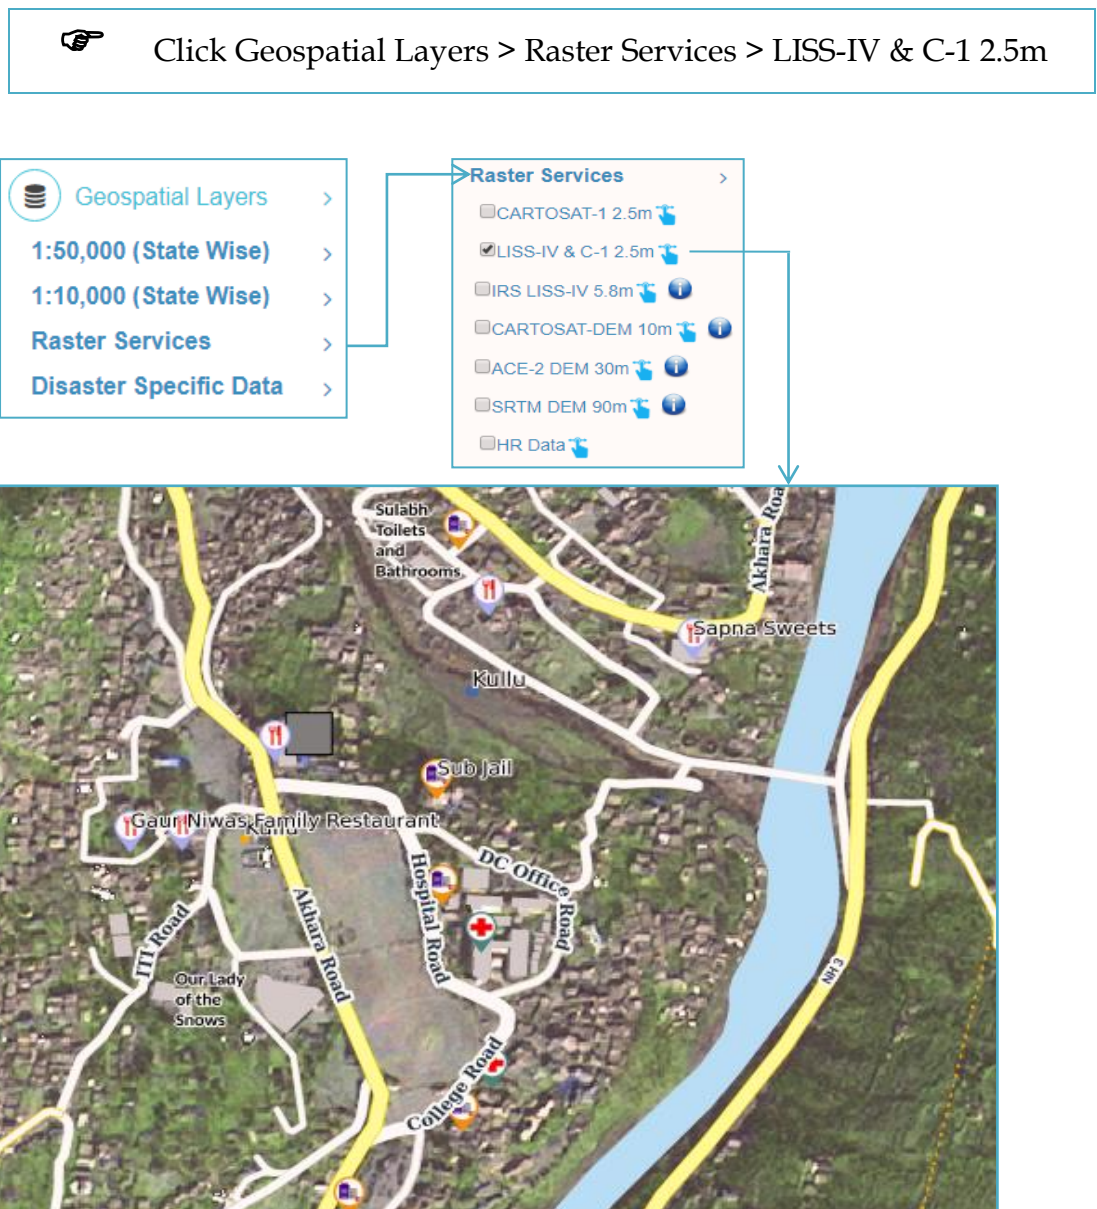 Click Geospatial Layers > Raster Services > LISS-IV & C-1 2.5m
Geospatial Layers >
1:50,000 (State Wise) >
1:10,000 (State Wise) >
Raster Services >
Disaster Specific Data >
Raster Services >
CARTOSAT-1 2.5m
LISS-IV & C-1 2.5m
IRS LISS-IV 5.8m
CARTOSAT-DEM 10m
ACE-2 DEM 30m
SRTM DEM 90m
HR Data
Sulabh
Toilets
and
Bathrooms
Akhara Roa
Sapna Sweets
Kullu
Sub Jail
Gaur Niwas Family Restaurant
Kullu
DC Office Road
Hospital Road
Akhara Road
ITI Road
Our Lady
of the
Snows
NH 3
College Road